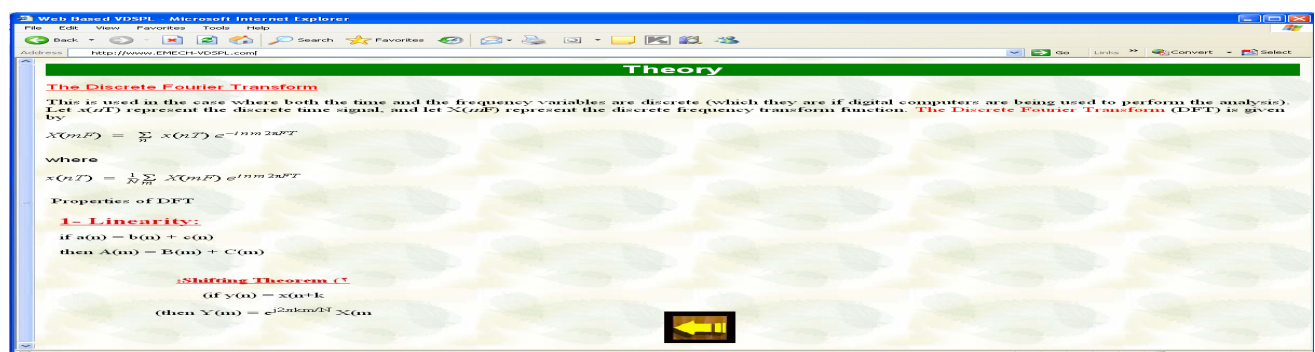 Web Based VDSPL - Microsoft Internet Explorer
File Edit View Favorites Tools Help
Back Search Favorites
Address http://www.EMECH-VDSPL.com[ Go Links » Convert Select
Theory
The Discrete Fourier Transform
This is used in the case where both the time and the frequency variables are discrete (which they are if digital computers are being used to perform the analysis).
Let x(nT) represent the discrete time signal, and let X(mF) represent the discrete frequency transform function. The Discrete Fourier Transform (DFT) is given
by
X(mF) = Σ_n x(nT) e^{-inm2πFT}
where
x(nT) = 1/N Σ_m X(mF) e^{inm2πFT}
Properties of DFT
1- Linearity:
if a(n) = b(n) + c(n)
then A(m) = B(m) + C(m)
:Shifting Theorem (٢
(if y(n) = x(n+k
(then Y(m) = e^{j2πkm/N} X(m